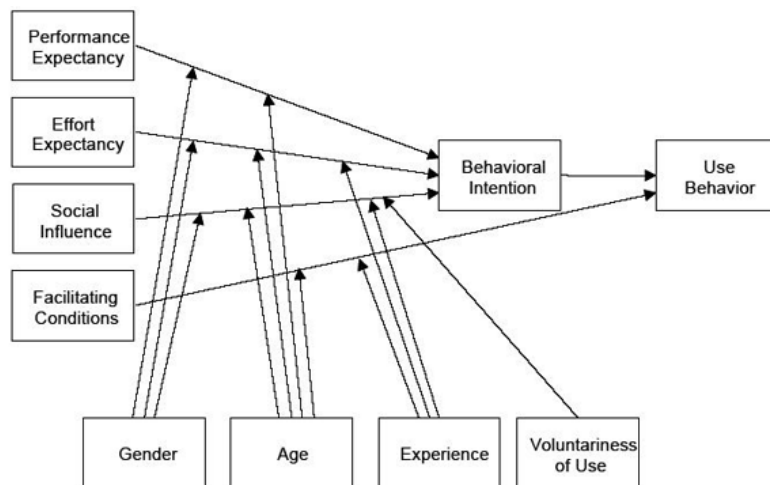 Performance
Expectancy
Effort
Expectancy
Social
Influence
Facilitating
Conditions
Behavioral
Intention
Use
Behavior
Gender
Age
Experience
Voluntariness
of Use